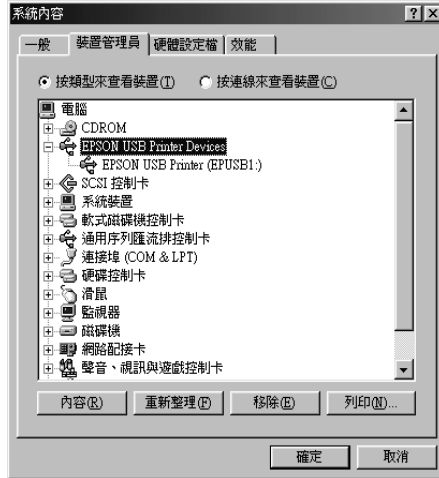 系統內容
一般 裝置管理員 硬體設定檔 效能
按類型來查看裝置(T) 按連線來查看裝置(C)
電腦
CDROM
EPSON USB Printer Devices
EPSON USB Printer (EPUSB1:)
SCSI 控制卡
系統裝置
軟式磁碟機控制卡
通用序列匯流排控制卡
連接埠 (COM & LPT)
硬碟控制卡
滑鼠
監視器
磁碟機
網路配接卡
聲音、視訊與遊戲控制卡
內容(R) 重新整理(F) 移除(E) 列印(N)...
確定 取消